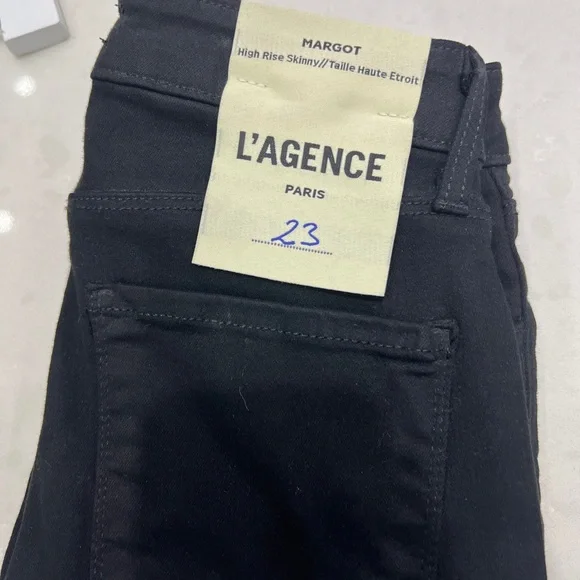 MARGOT
High Rise Skinny//Taille Haute Etroit
L'AGENCE
PARIS
23